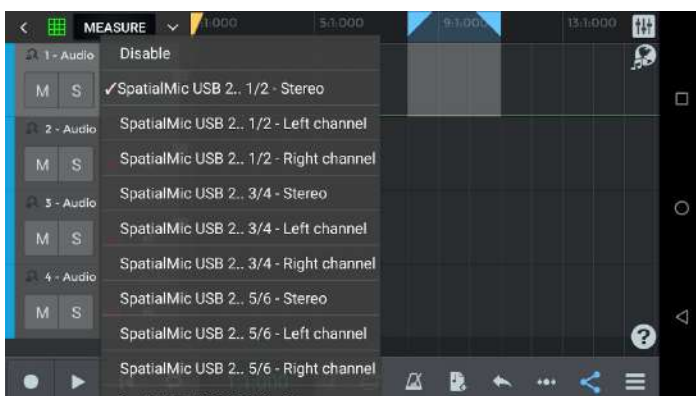 MEASURE
1:000
5:1:000
9:1:000
13:1:000
1 - Audio
M S
2 - Audio
M S
3 - Audio
M S
4 - Audio
M S
Disable
✓SpatialMic USB 2.. 1/2 - Stereo
SpatialMic USB 2.. 1/2 - Left channel
SpatialMic USB 2.. 1/2 - Right channel
SpatialMic USB 2.. 3/4 - Stereo
SpatialMic USB 2.. 3/4 - Left channel
SpatialMic USB 2.. 3/4 - Right channel
SpatialMic USB 2.. 5/6 - Stereo
SpatialMic USB 2.. 5/6 - Left channel
SpatialMic USB 2.. 5/6 - Right channel
?